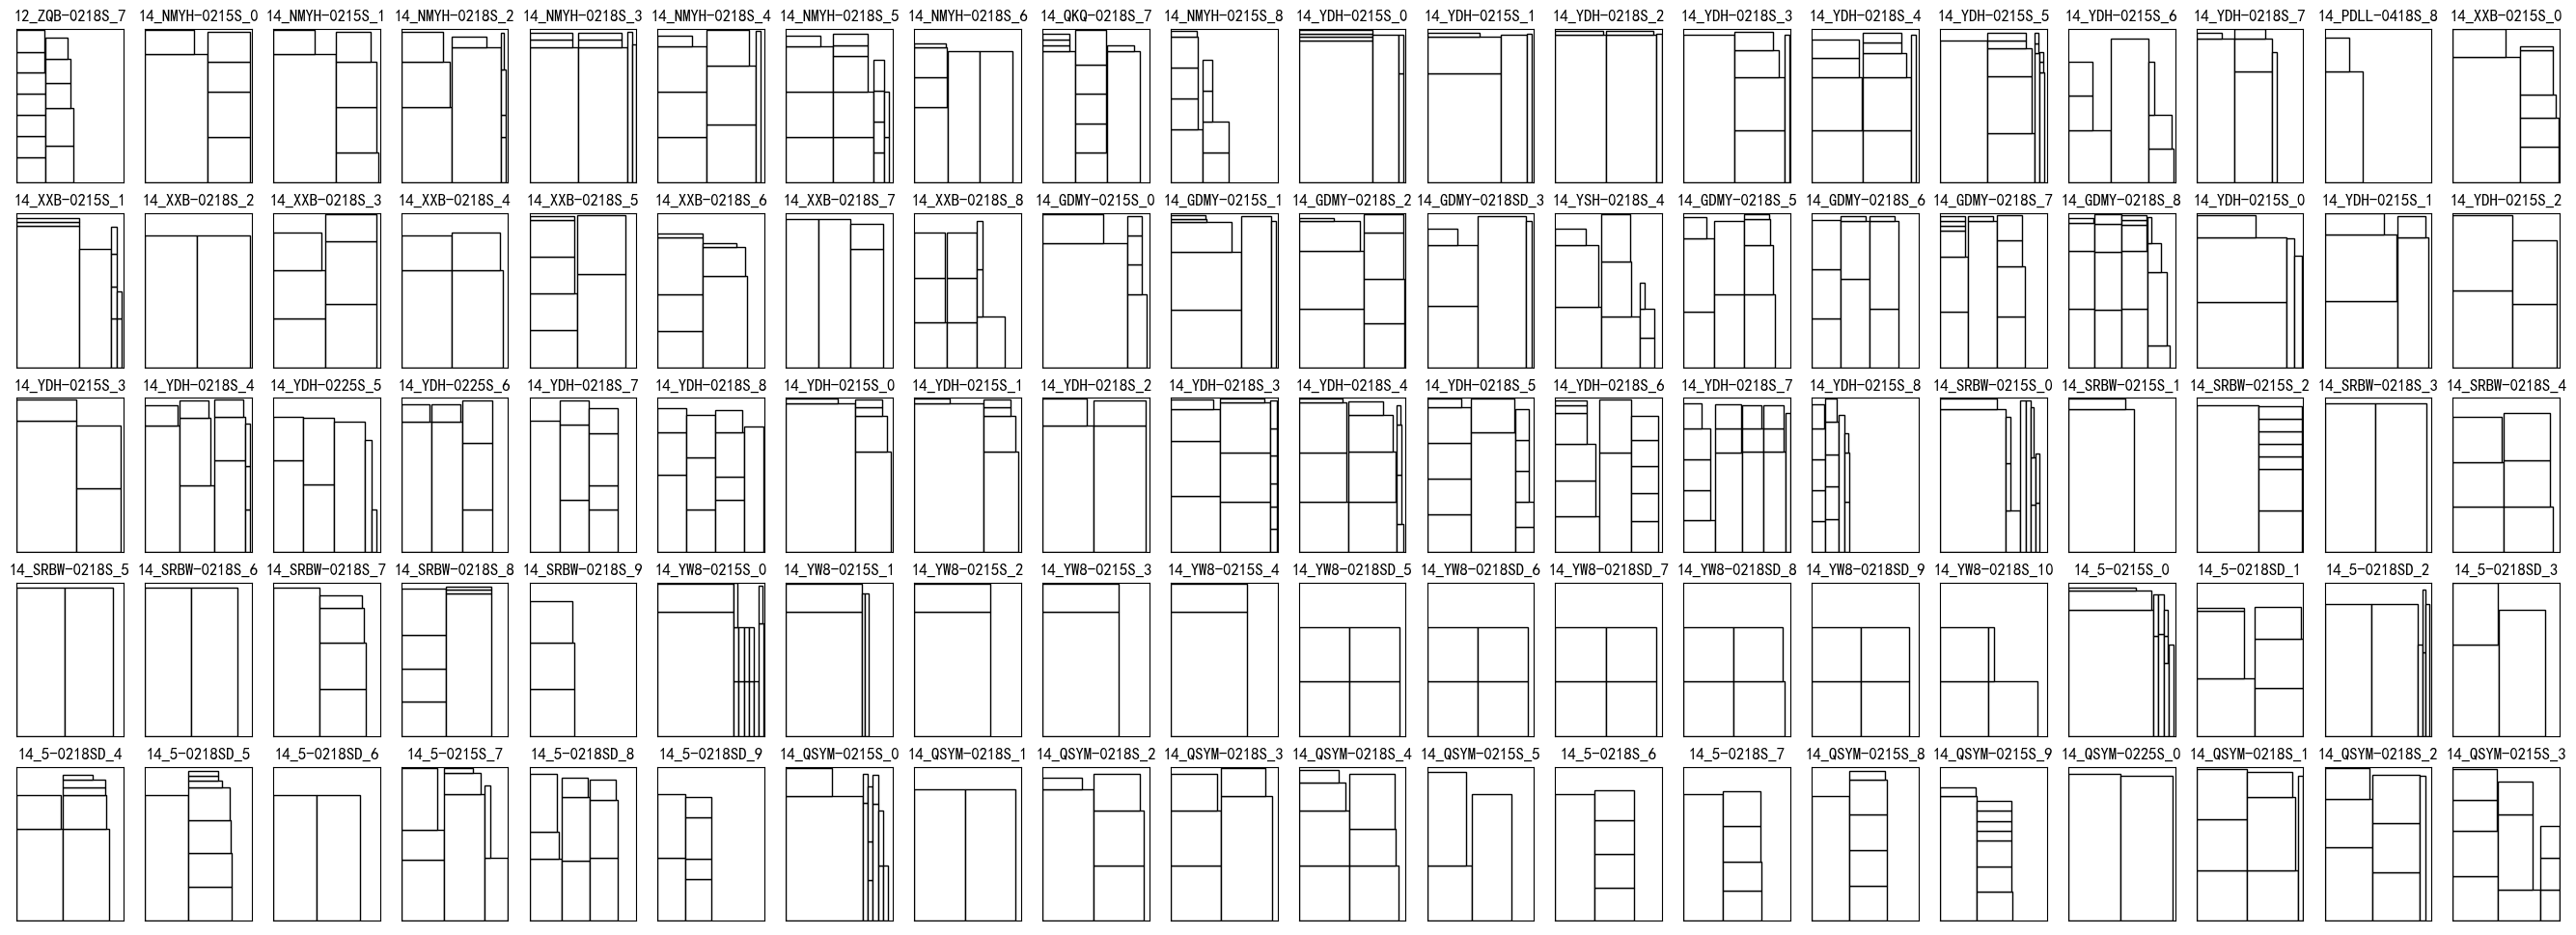 12_ZQB-0218S_7 14_NMYH-0215S_0 14_NMYH-0215S_1 14_NMYH-0218S_2 14_NMYH-0218S_3 14_NMYH-0218S_4 14_NMYH-0218S_5 14_NMYH-0218S_6 14_QKQ-0218S_7 14_NMYH-0215S_8 14_YDH-0215S_0 14_YDH-0215S_1 14_YDH-0218S_2 14_YDH-0218S_3 14_YDH-0218S_4 14_YDH-0215S_5 14_YDH-0215S_6 14_YDH-0218S_7 14_PDLL-0418S_8 14_XXB-0215S_0
14_XXB-0215S_1 14_XXB-0218S_2 14_XXB-0218S_3 14_XXB-0218S_4 14_XXB-0218S_5 14_XXB-0218S_6 14_XXB-0218S_7 14_XXB-0218S_8 14_GDMY-0215S_0 14_GDMY-0215S_1 14_GDMY-0218S_2 14_GDMY-0218SD_3 14_YSH-0218S_4 14_GDMY-0218S_5 14_GDMY-0218S_6 14_GDMY-0218S_7 14_GDMY-0218S_8 14_YDH-0215S_0 14_YDH-0215S_1 14_YDH-0215S_2
14_YDH-0215S_3 14_YDH-0218S_4 14_YDH-0225S_5 14_YDH-0225S_6 14_YDH-0218S_7 14_YDH-0218S_8 14_YDH-0215S_0 14_YDH-0215S_1 14_YDH-0218S_2 14_YDH-0218S_3 14_YDH-0218S_4 14_YDH-0218S_5 14_YDH-0218S_6 14_YDH-0218S_7 14_YDH-0215S_8 14_SRBW-0215S_0 14_SRBW-0215S_1 14_SRBW-0215S_2 14_SRBW-0218S_3 14_SRBW-0218S_4
14_SRBW-0218S_5 14_SRBW-0218S_6 14_SRBW-0218S_7 14_SRBW-0218S_8 14_SRBW-0218S_9 14_YW8-0215S_0 14_YW8-0215S_1 14_YW8-0215S_2 14_YW8-0215S_3 14_YW8-0215S_4 14_YW8-0218SD_5 14_YW8-0218SD_6 14_YW8-0218SD_7 14_YW8-0218SD_8 14_YW8-0218SD_9 14_YW8-0218S_10 14_5-0215S_0 14_5-0218SD_1 14_5-0218SD_2 14_5-0218SD_3
14_5-0218SD_4 14_5-0218SD_5 14_5-0218SD_6 14_5-0215S_7 14_5-0218SD_8 14_5-0218SD_9 14_QSYM-0215S_0 14_QSYM-0218S_1 14_QSYM-0218S_2 14_QSYM-0218S_3 14_QSYM-0218S_4 14_QSYM-0215S_5 14_5-0218S_6 14_5-0218S_7 14_QSYM-0215S_8 14_QSYM-0215S_9 14_QSYM-0225S_0 14_QSYM-0218S_1 14_QSYM-0218S_2 14_QSYM-0215S_3